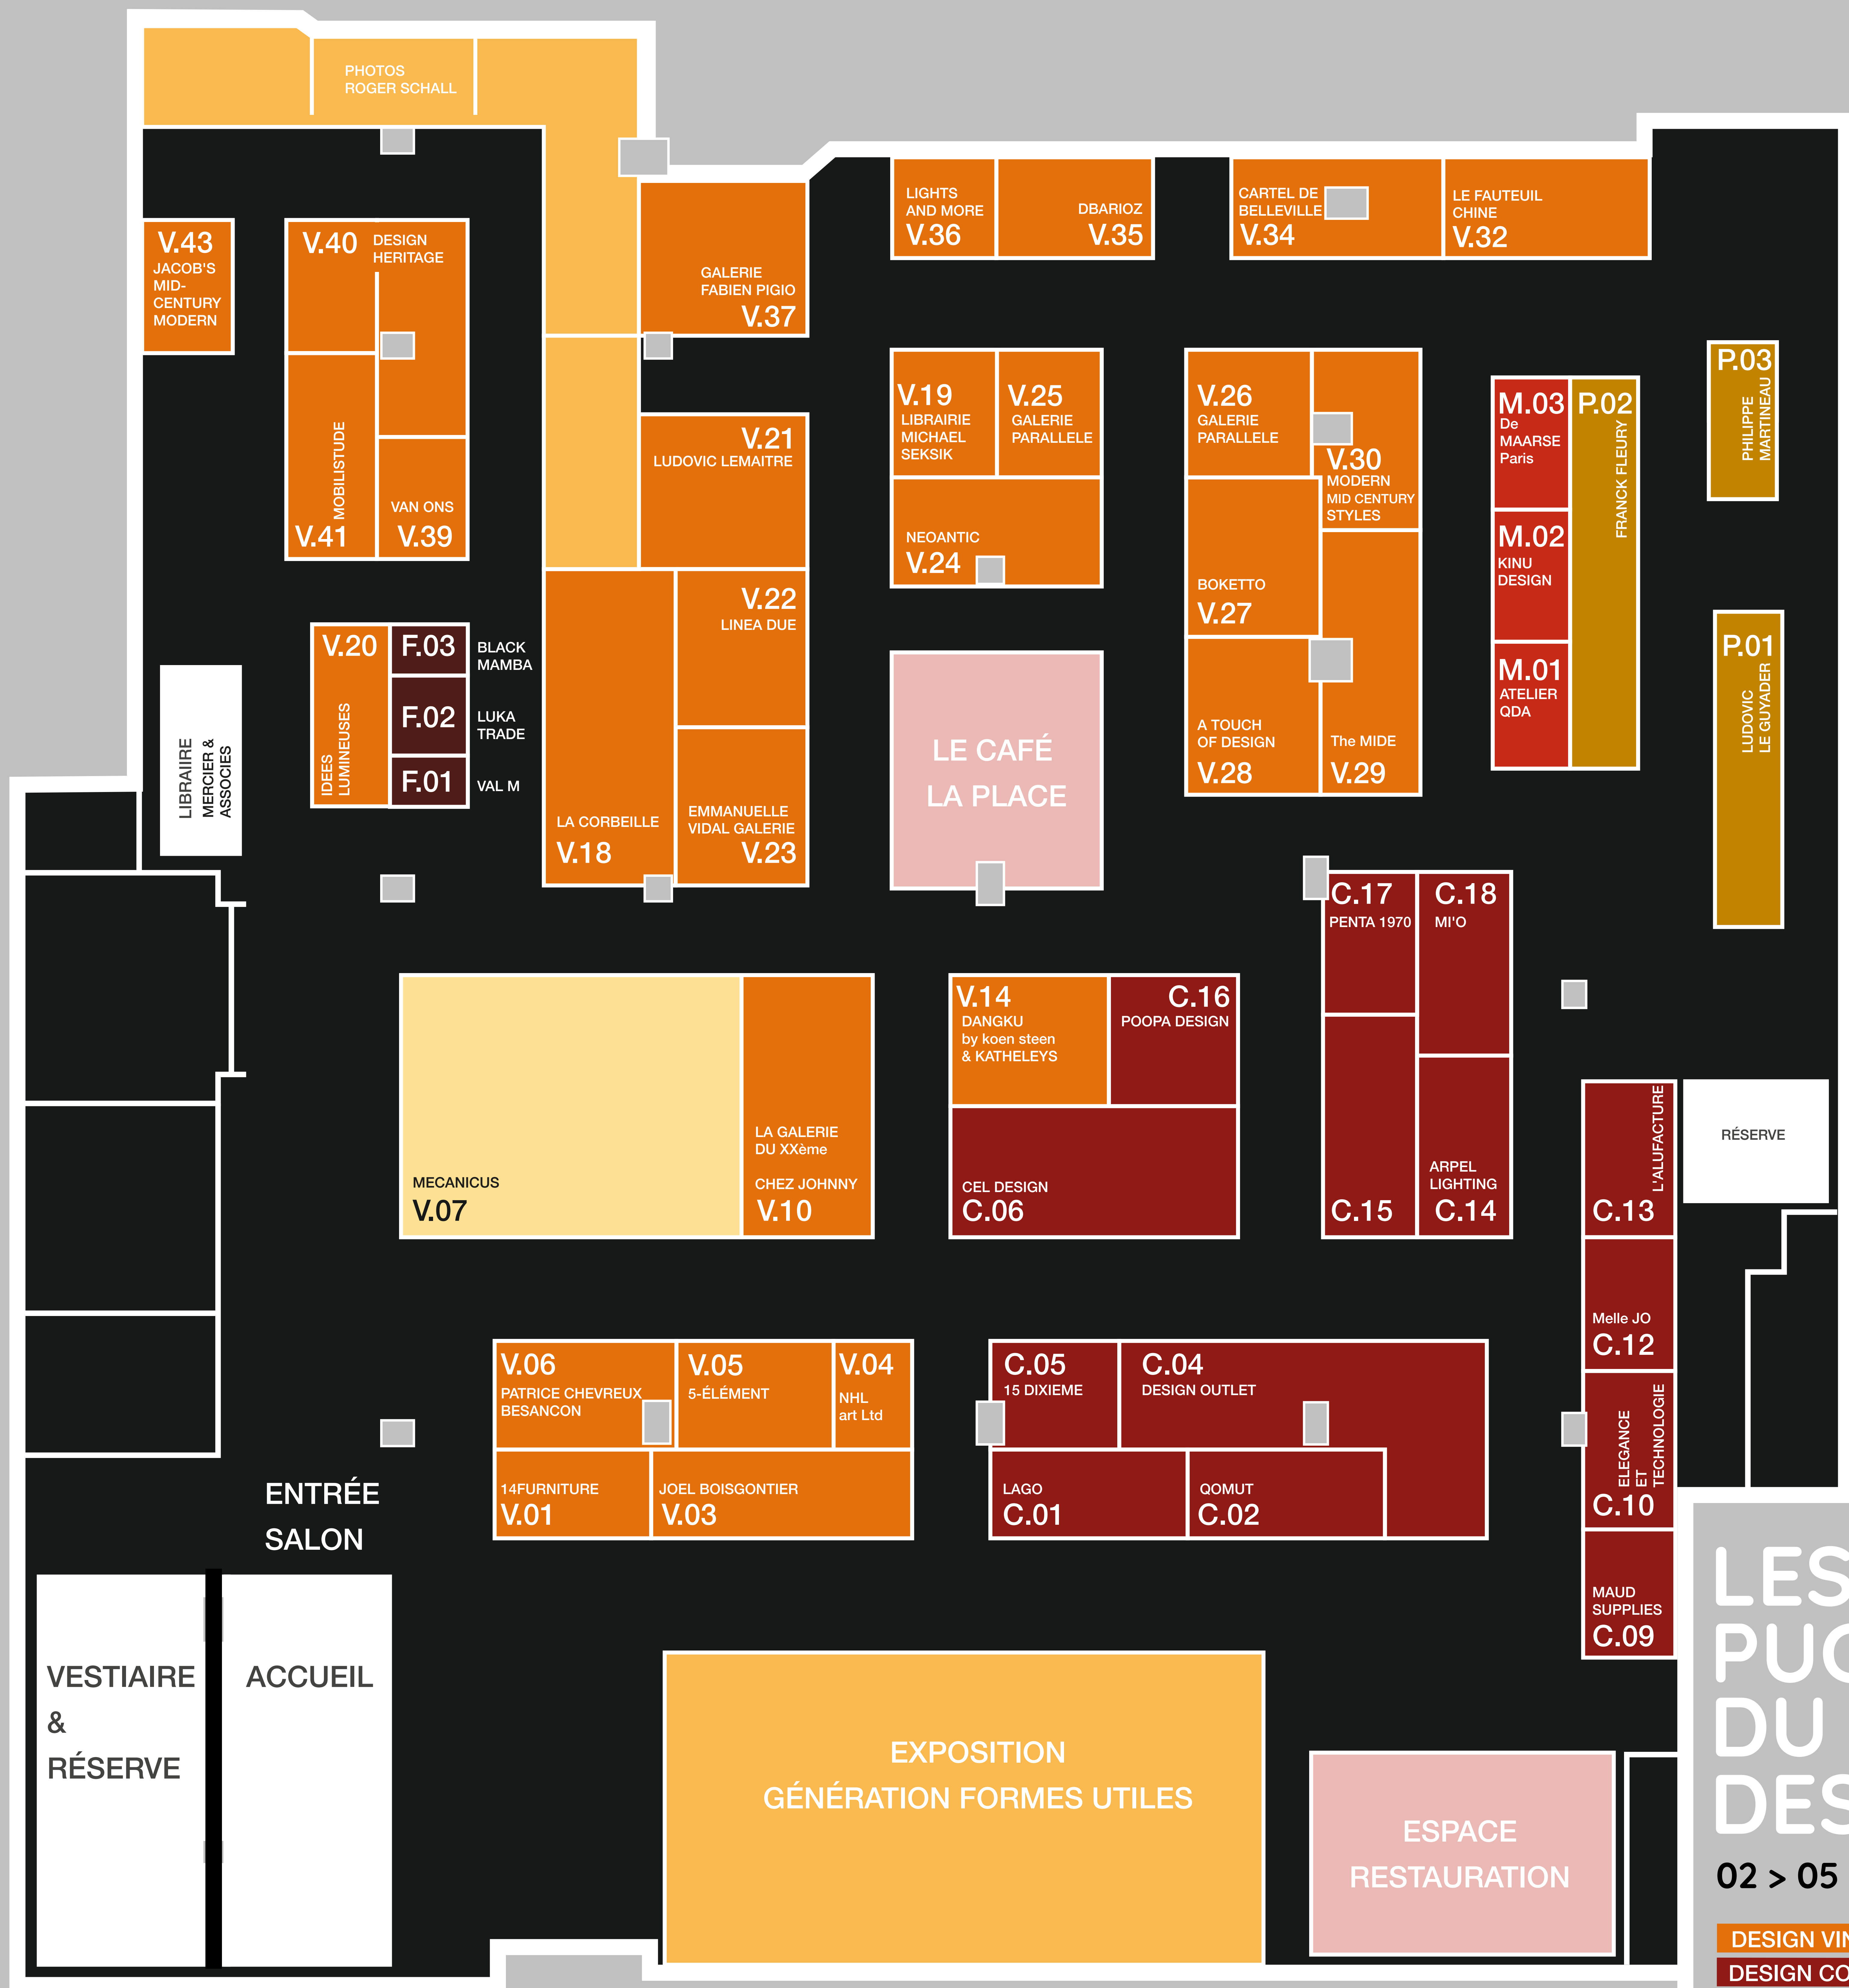 PHOTOS
ROGER SCHALL
V.43
JACOB'S
MID-
CENTURY
MODERN
V.40
DESIGN
HERITAGE
MOBILISTUDE
V.41
VAN ONS
V.39
GALERIE
FABIEN PIGIO
V.37
LIGHTS
AND MORE
V.36
DBARIOZ
V.35
CARTEL DE
BELLEVILLE
V.34
LE FAUTEUIL
CHINE
V.32
V.21
LUDOVIC LEMAITRE
V.19
LIBRAIRIE
MICHAEL
SEKSIK
V.25
GALERIE
PARALLELE
NEOANTIC
V.24
V.26
GALERIE
PARALLELE
V.30
MODERN
MID CENTURY
STYLES
BOKETTO
V.27
A TOUCH
OF DESIGN
V.28
The MIDE
V.29
M.03
De
MAARSE
Paris
M.02
KINU
DESIGN
M.01
ATELIER
QDA
P.02
FRANCK FLEURY
P.03
PHILIPPE
MARTINEAU
P.01
LUDOVIC
LE GUYADER
V.20
IDEES
LUMINEUSES
F.03
BLACK
MAMBA
F.02
LUKA
TRADE
F.01
VAL M
LIBRAIIRE
MERCIER &
ASSOCIES
V.22
LINEA DUE
LA CORBEILLE
V.18
EMMANUELLE
VIDAL GALERIE
V.23
LE CAFÉ
LA PLACE
C.17
PENTA 1970
C.18
MI'O
C.15
ARPEL
LIGHTING
C.14
MECANICUS
V.07
LA GALERIE
DU XXème
CHEZ JOHNNY
V.10
V.14
DANGKU
by koen steen
& KATHELEYS
C.16
POOPA DESIGN
CEL DESIGN
C.06
L'ALUFACTURE
C.13
RÉSERVE
Melle JO
C.12
ELEGANCE
ET
TECHNOLOGIE
C.10
MAUD
SUPPLIES
C.09
V.06
PATRICE CHEVREUX
BESANCON
V.05
5-ÉLÉMENT
V.04
NHL
art Ltd
14FURNITURE
V.01
JOEL BOISGONTIER
V.03
C.05
15 DIXIEME
C.04
DESIGN OUTLET
LAGO
C.01
QOMUT
C.02
ENTRÉE
SALON
VESTIAIRE
&
RÉSERVE
ACCUEIL
EXPOSITION
GÉNÉRATION FORMES UTILES
ESPACE
RESTAURATION
LES
PUC
DU
DES
02 > 05
DESIGN VIN
DESIGN CO